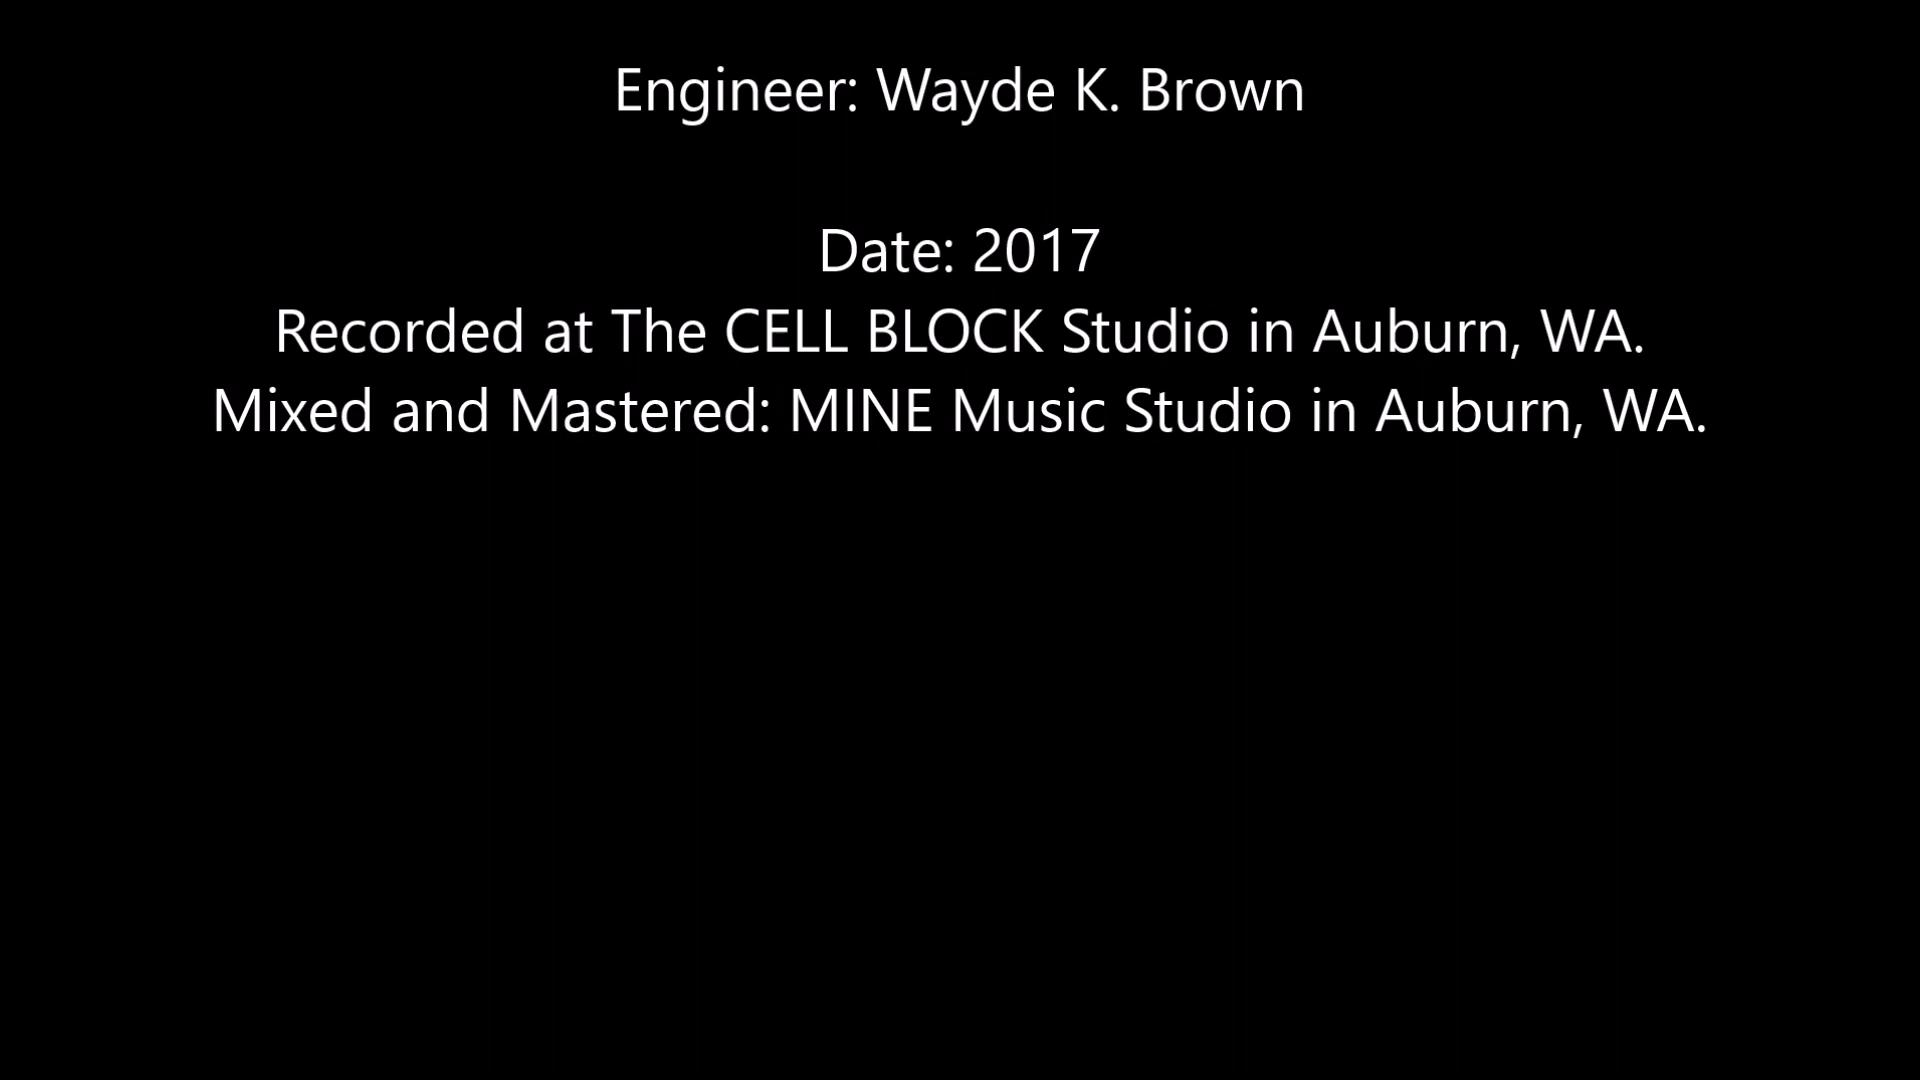 Engineer: Wayde K. Brown
Date: 2017
Recorded at The CELL BLOCK Studio in Auburn, WA.
Mixed and Mastered: MINE Music Studio in Auburn, WA.